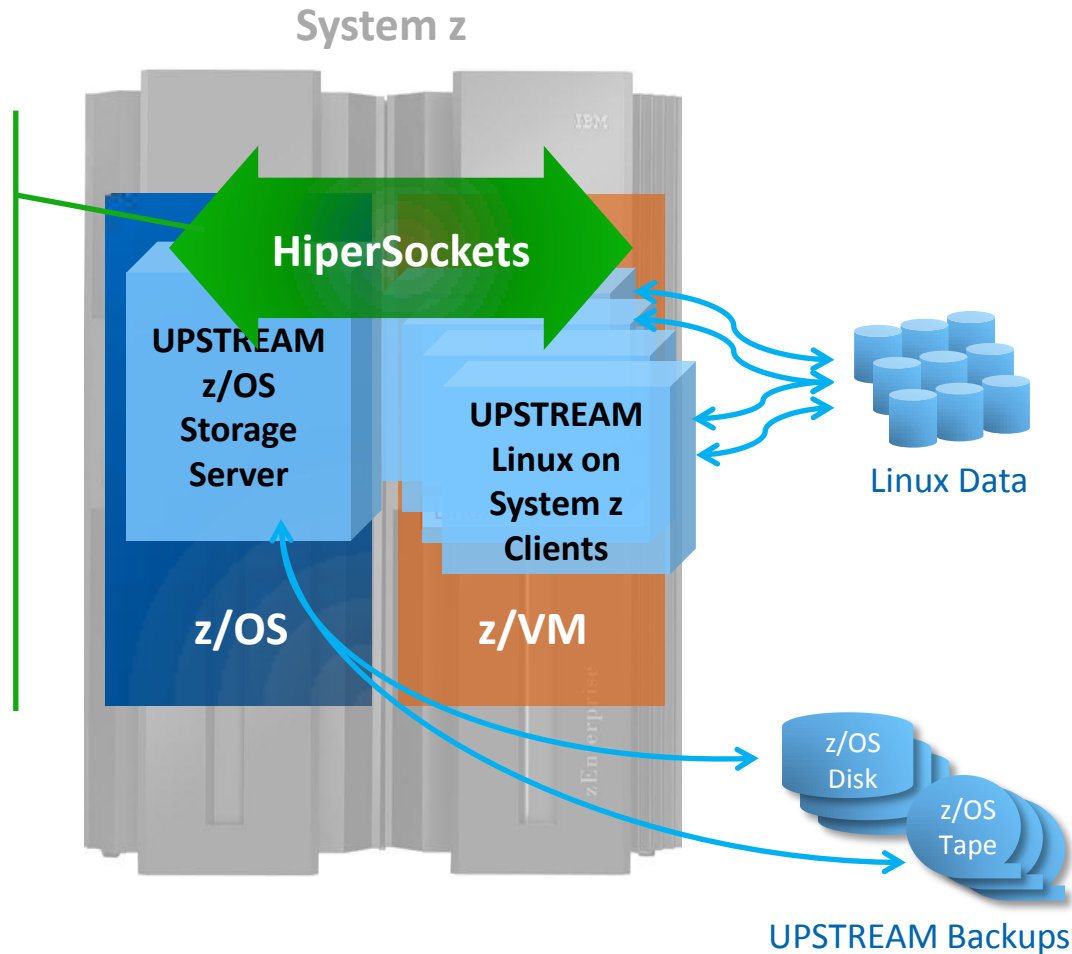 System z
IBM
HiperSockets
UPSTREAM
z/OS
Storage
Server
UPSTREAM
Linux on
System z
Clients
Linux Data
z/OS
z/VM
zEnterprise
z/OS
Disk
z/OS
Tape
UPSTREAM Backups